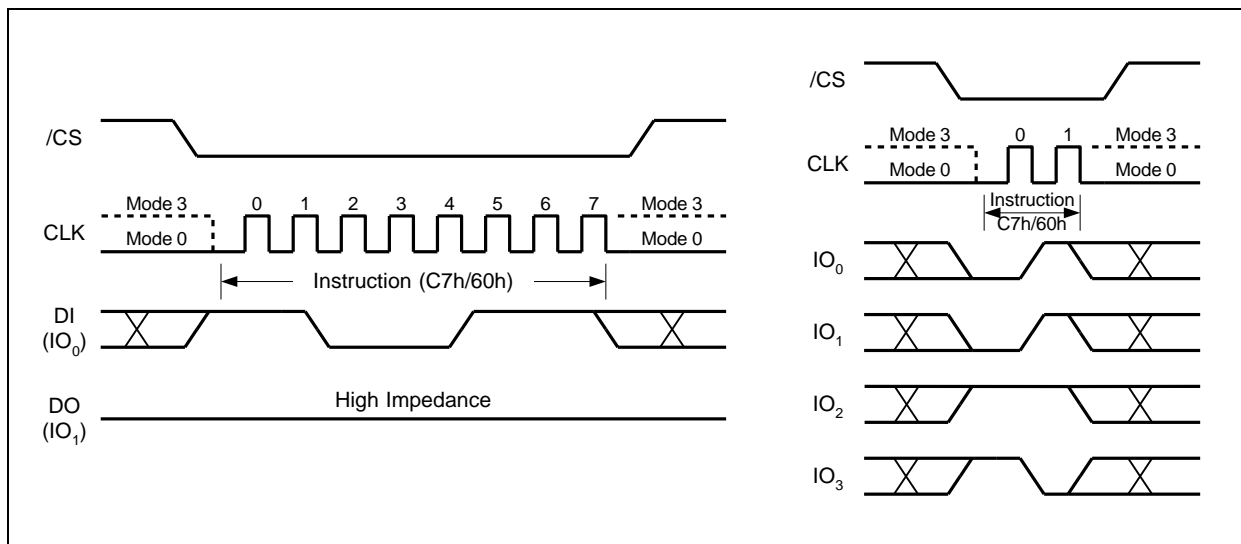 /CS
Mode 3 0 1 2 3 4 5 6 7 Mode 3
CLK Mode 0 Mode 0
Instruction (C7h/60h)
DI
(IO0)
High Impedance
DO
(IO1)
/CS
Mode 3 0 1 Mode 3
CLK Mode 0 Mode 0
Instruction
C7h/60h
IO0
IO1
IO2
IO3